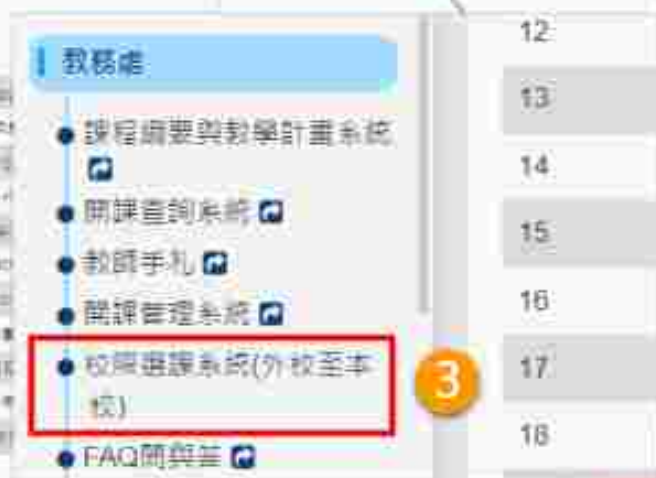 教務處
課程綱要與教學計畫系統
開課查詢系統
教師手札
開課管理系統
校際選課系統(外校至本
校)
FAQ問與答
3
12
13
14
15
16
17
18